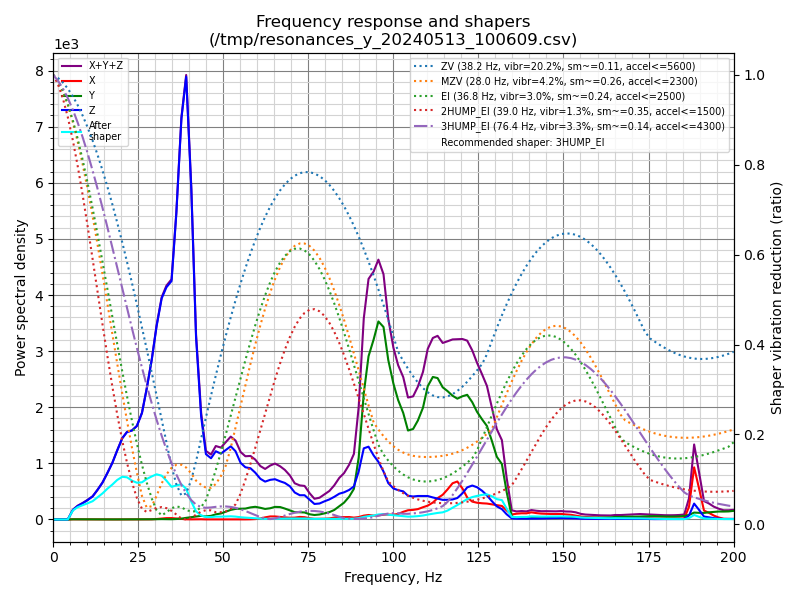 Frequency response and shapers
(/tmp/resonances_y_20240513_100609.csv)
1e3
X+Y+Z
X
Y
Z
After
shaper
ZV (38.2 Hz, vibr=20.2%, sm~=0.11, accel<=5600)
MZV (28.0 Hz, vibr=4.2%, sm~=0.26, accel<=2300)
EI (36.8 Hz, vibr=3.0%, sm~=0.24, accel<=2500)
2HUMP_EI (39.0 Hz, vibr=1.3%, sm~=0.35, accel<=1500)
3HUMP_EI (76.4 Hz, vibr=3.3%, sm~=0.14, accel<=4300)
Recommended shaper: 3HUMP_EI
8
7
6
5
4
3
2
1
0
Power spectral density
1.0
0.8
0.6
0.4
0.2
0.0
Shaper vibration reduction (ratio)
0 25 50 75 100 125 150 175 200
Frequency, Hz